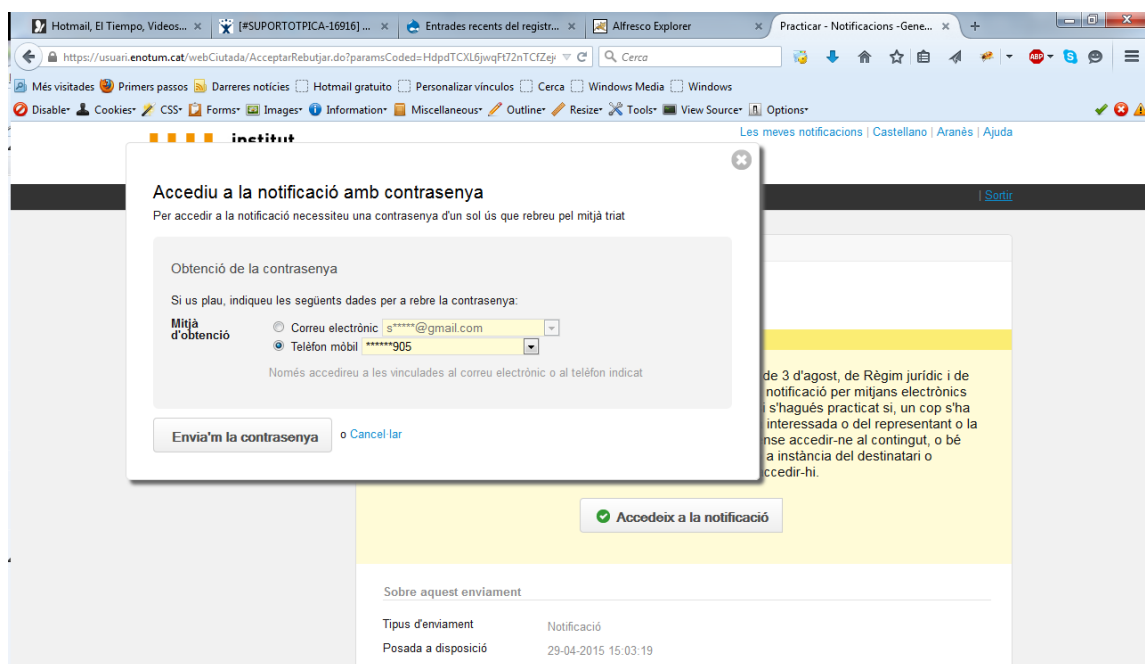 Hotmail, El Tiempo, Videos... ×
[#SUPORTOTPICA-16916] ... ×
Entrades recents del registr... ×
Alfresco Explorer ×
Practicar - Notificacions -Gene... ×
https://usuari.enotum.cat/webCiutada/AcceptarRebutjar.do?paramsCoded=HdpdTCXL6jwqFt72nTCfZej
Cerca
ABP
Més visitades Primers passos Darreres notícies Hotmail gratuito Personalizar vínculos Cerca Windows Media Windows
Disable Cookies CSS Forms Images Information Miscellaneous Outline Resize Tools View Source Options
Les meves notificacions | Castellano | Aranès | Ajuda
institut
| Sortir
Accediu a la notificació amb contrasenya
Per accedir a la notificació necessiteu una contrasenya d'un sol ús que rebreu pel mitjà triat
Obtenció de la contrasenya
Si us plau, indiqueu les següents dades per a rebre la contrasenya:
Mitjà d'obtenció
Correu electrònic s*****@gmail.com
Telèfon mòbil ******905
Només accedireu a les vinculades al correu electrònic o al telèfon indicat
Envia'm la contrasenya o Cancel·lar
de 3 d'agost, de Règim jurídic i de
notificació per mitjans electrònics
i s'hagués practicat si, un cop s'ha
interessada o del representant o la
nse accedir-ne al contingut, o bé
a instància del destinatari o
ccedir-hi.
Accedeix a la notificació
Sobre aquest enviament
Tipus d'enviament Notificació
Posada a disposició 29-04-2015 15:03:19